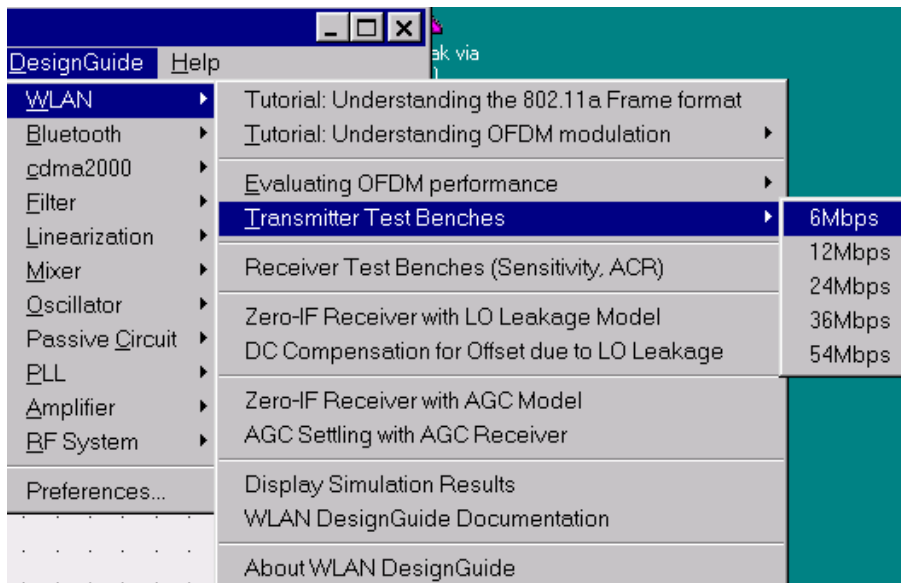 ak via
DesignGuide Help
WLAN
Bluetooth
cdma2000
Filter
Linearization
Mixer
Oscillator
Passive Circuit
PLL
Amplifier
RF System
Preferences...
Tutorial: Understanding the 802.11a Frame format
Tutorial: Understanding OFDM modulation
Evaluating OFDM performance
Transmitter Test Benches
Receiver Test Benches (Sensitivity, ACR)
Zero-IF Receiver with LO Leakage Model
DC Compensation for Offset due to LO Leakage
Zero-IF Receiver with AGC Model
AGC Settling with AGC Receiver
Display Simulation Results
WLAN DesignGuide Documentation
About WLAN DesignGuide
6Mbps
12Mbps
24Mbps
36Mbps
54Mbps